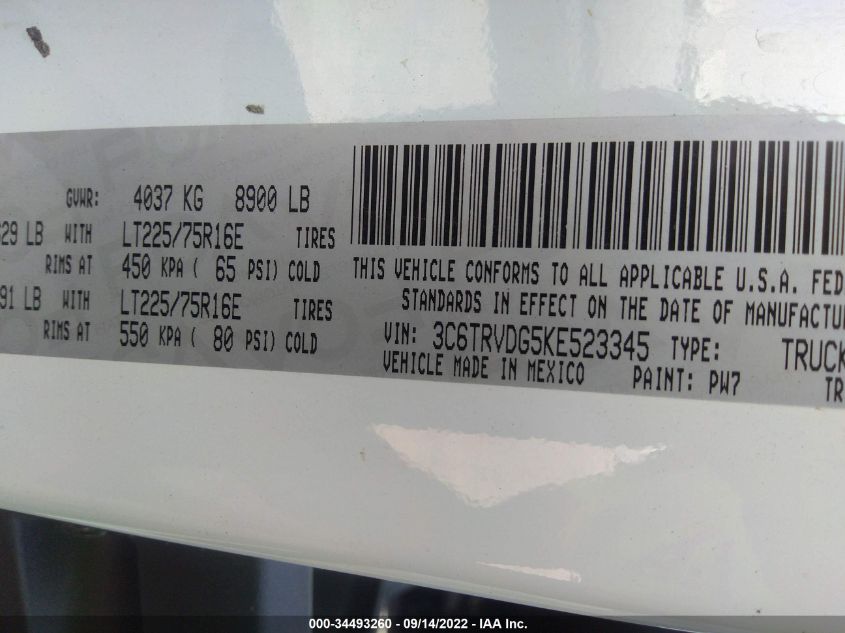 GVWR: 4037 KG 8900 LB
629 LB WITH LT225/75R16E TIRES
RIMS AT 450 KPA ( 65 PSI) COLD
91 LB WITH LT225/75R16E TIRES
RIMS AT 550 KPA ( 80 PSI) COLD
THIS VEHICLE CONFORMS TO ALL APPLICABLE U.S.A. FED
STANDARDS IN EFFECT ON THE DATE OF MANUFACTU
VIN: 3C6TRVDG5KE523345 TYPE: TRUCK
VEHICLE MADE IN MEXICO PAINT: PW7 TR
000-34493260 - 09/14/2022 - IAA Inc.